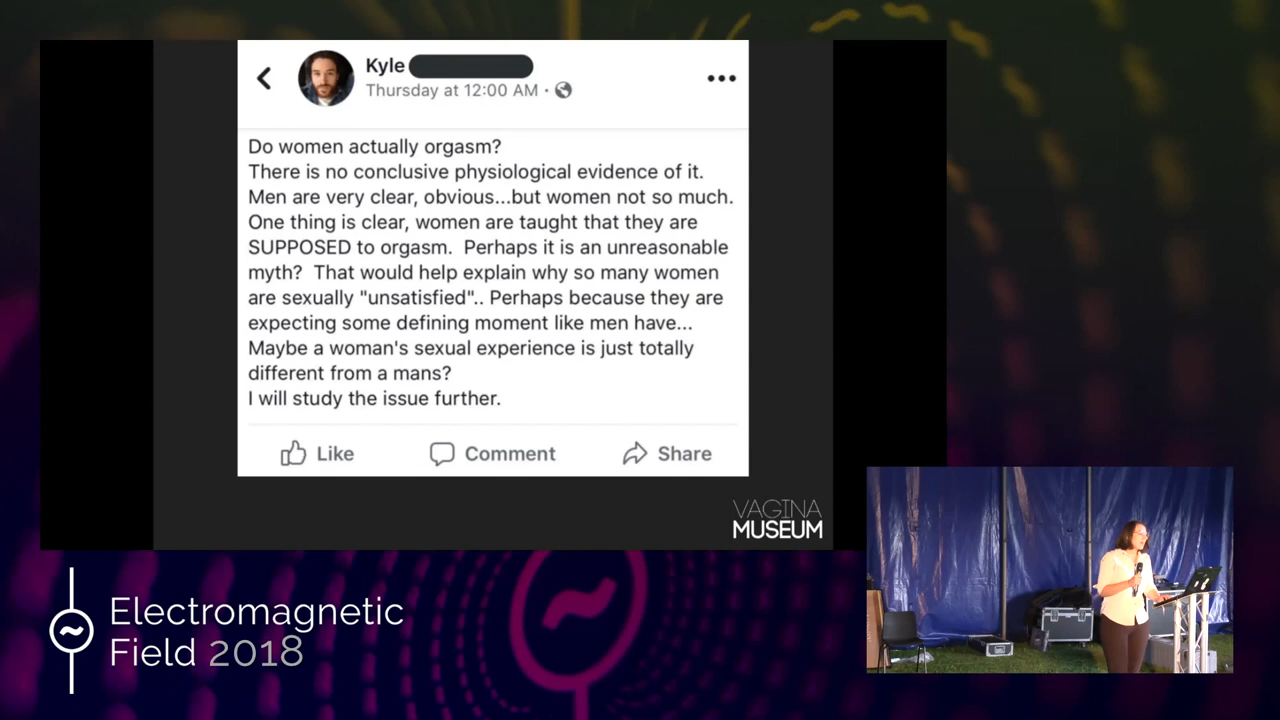 Kyle
Thursday at 12:00 AM ·
Do women actually orgasm?
There is no conclusive physiological evidence of it.
Men are very clear, obvious...but women not so much.
One thing is clear, women are taught that they are
SUPPOSED to orgasm.  Perhaps it is an unreasonable
myth?  That would help explain why so many women
are sexually "unsatisfied".. Perhaps because they are
expecting some defining moment like men have...
Maybe a woman's sexual experience is just totally
different from a mans?
I will study the issue further.
Like
Comment
Share
VAGINA
MUSEUM
Electromagnetic
Field 2018